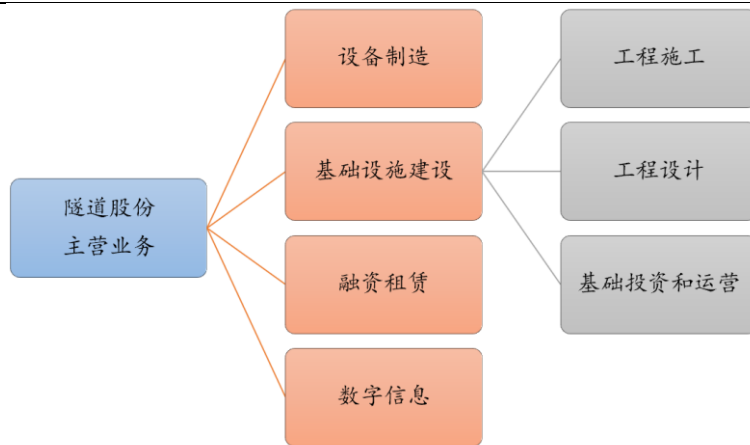 隧道股份
主营业务
设备制造
基础设施建设
融资租赁
数字信息
工程施工
工程设计
基础投资和运营